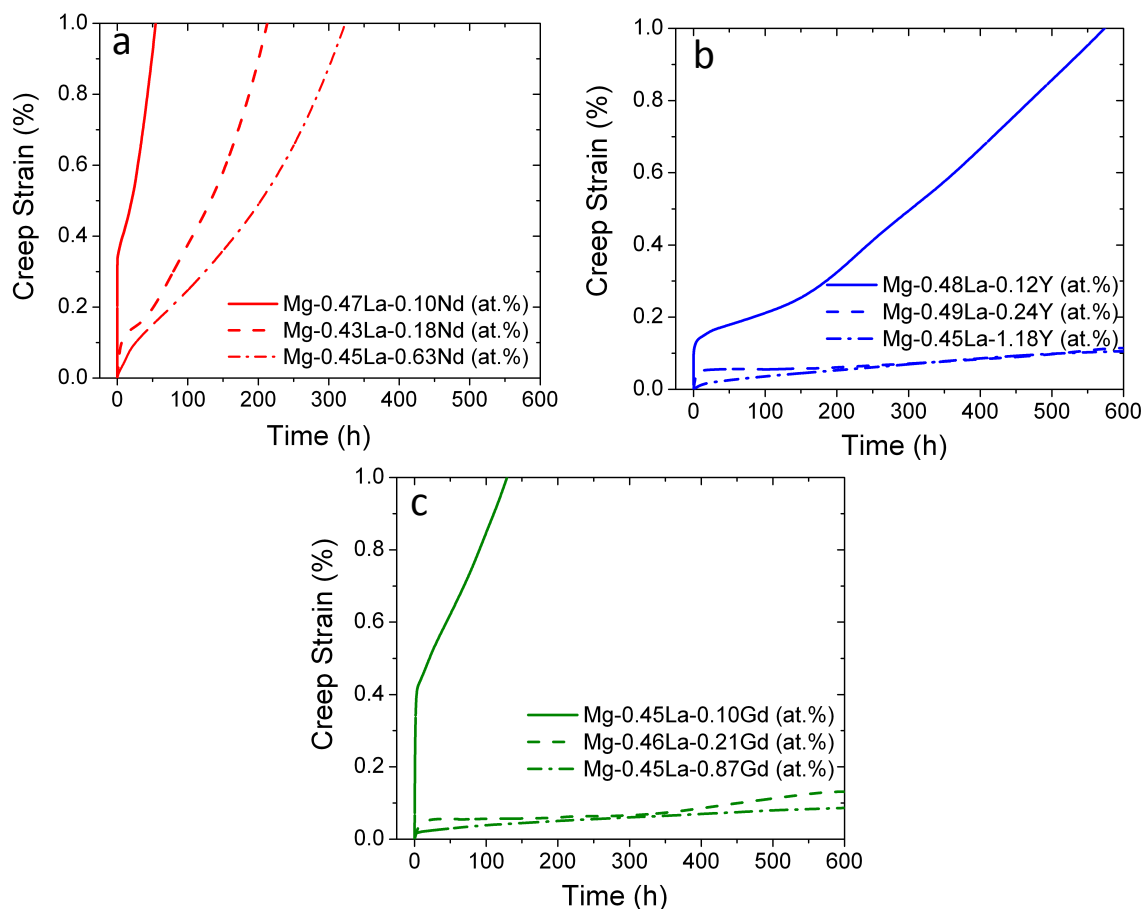 a
1.0
0.8
0.6
0.4
0.2
0.0
Creep Strain (%)
Mg-0.47La-0.10Nd (at.%)
Mg-0.43La-0.18Nd (at.%)
Mg-0.45La-0.63Nd (at.%)
0 100 200 300 400 500 600
Time (h)
b
1.0
0.8
0.6
0.4
0.2
0.0
Creep Strain (%)
Mg-0.48La-0.12Y (at.%)
Mg-0.49La-0.24Y (at.%)
Mg-0.45La-1.18Y (at.%)
0 100 200 300 400 500 600
Time (h)
c
1.0
0.8
0.6
0.4
0.2
0.0
Creep Strain (%)
Mg-0.45La-0.10Gd (at.%)
Mg-0.46La-0.21Gd (at.%)
Mg-0.45La-0.87Gd (at.%)
0 100 200 300 400 500 600
Time (h)